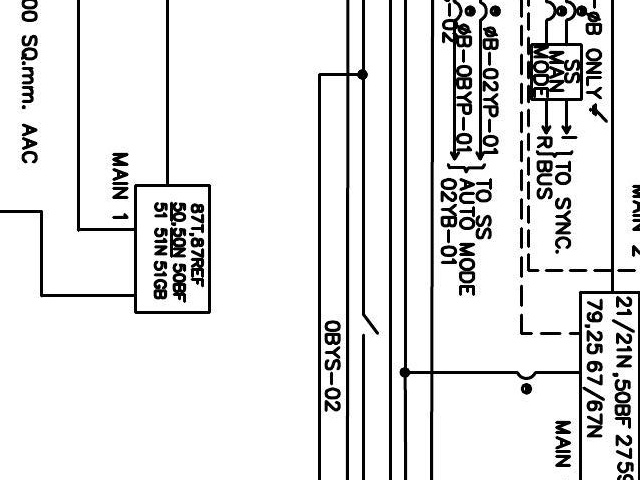 ØB ONLY
SS
MAN
MODE
I
R
TO SYNC.
BUS
MAIN 2
ØB-02YP-01
ØB-0BYP-01
-02
TO SS
AUTO MODE
02YB-01
21/21N,50BF 2759
79,25 67/67N
MAIN
0BYS-02
87T,87REF
50,50N 50BF
51 51N 51GB
MAIN 1
00 SQ.mm. AAC